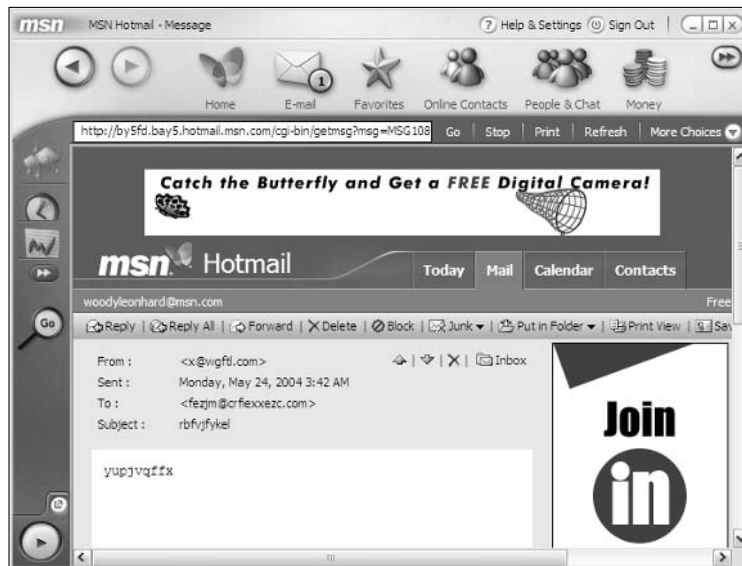 msn MSN Hotmail - Message Help & Settings Sign Out
1
Home E-mail Favorites Online Contacts People & Chat Money
http://by5fd.bay5.hotmail.msn.com/cgi-bin/getmsg?msg=MSG108 Go Stop Print Refresh More Choices
Catch the Butterfly and Get a FREE Digital Camera!
msn Hotmail Today Mail Calendar Contacts
woodyleonhard@msn.com Free
Go
Reply | Reply All | Forward | Delete | Block | Junk | Put in Folder | Print View | Sav
From : <x@wgftl.com> | | | Inbox
Sent : Monday, May 24, 2004 3:42 AM
To : <fezjm@crflexxezc.com>
Subject : rbfvjfykel
yupjvqffx
Join
in